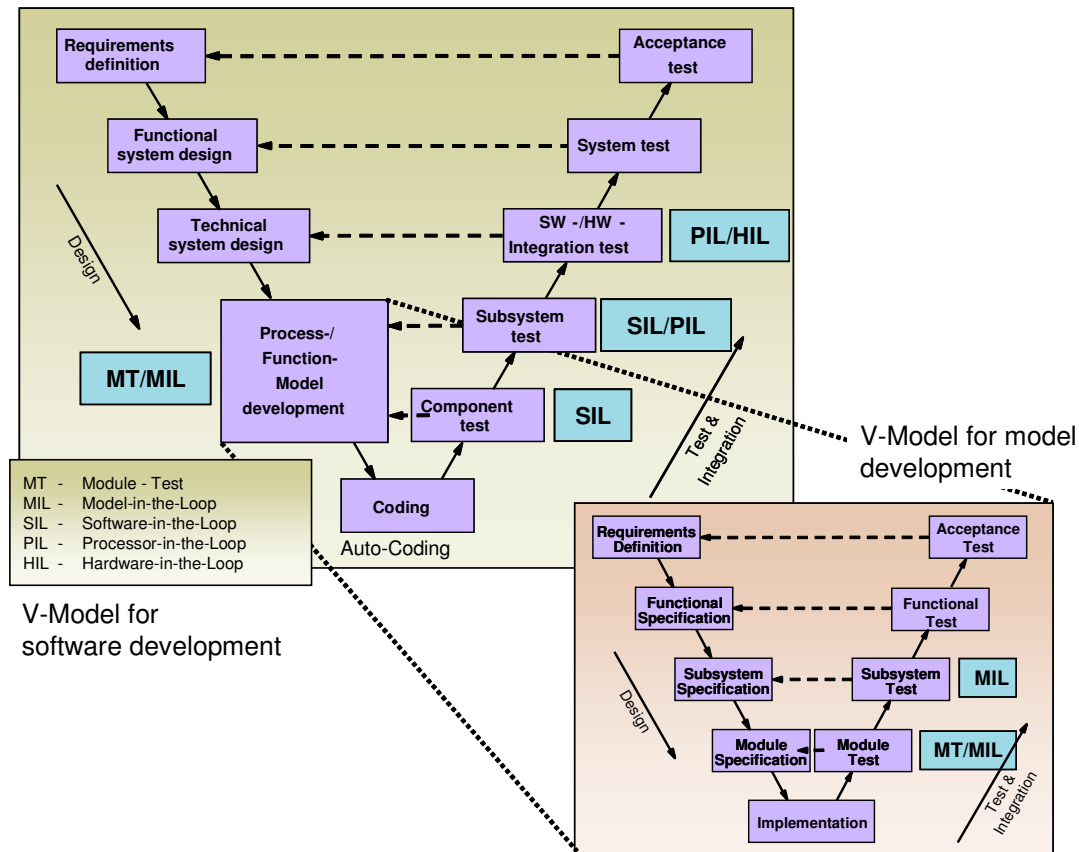 Requirements
definition
Acceptance
test
Functional
system design
System test
Technical
system design
SW -/HW -
Integration test
PIL/HIL
Design
Process-/
Function-
Model
development
Subsystem
test
SIL/PIL
MT/MIL
Component
test
SIL
Test &
Integration
Coding
Auto-Coding
MT - Module - Test
MIL - Model-in-the-Loop
SIL - Software-in-the-Loop
PIL - Processor-in-the-Loop
HIL - Hardware-in-the-Loop
V-Model for
software development
V-Model for model
development
Requirements
Definition
Acceptance
Test
Functional
Specification
Functional
Test
Subsystem
Specification
Subsystem
Test
MIL
Design
Module
Specification
Module
Test
MT/MIL
Test &
Integration
Implementation